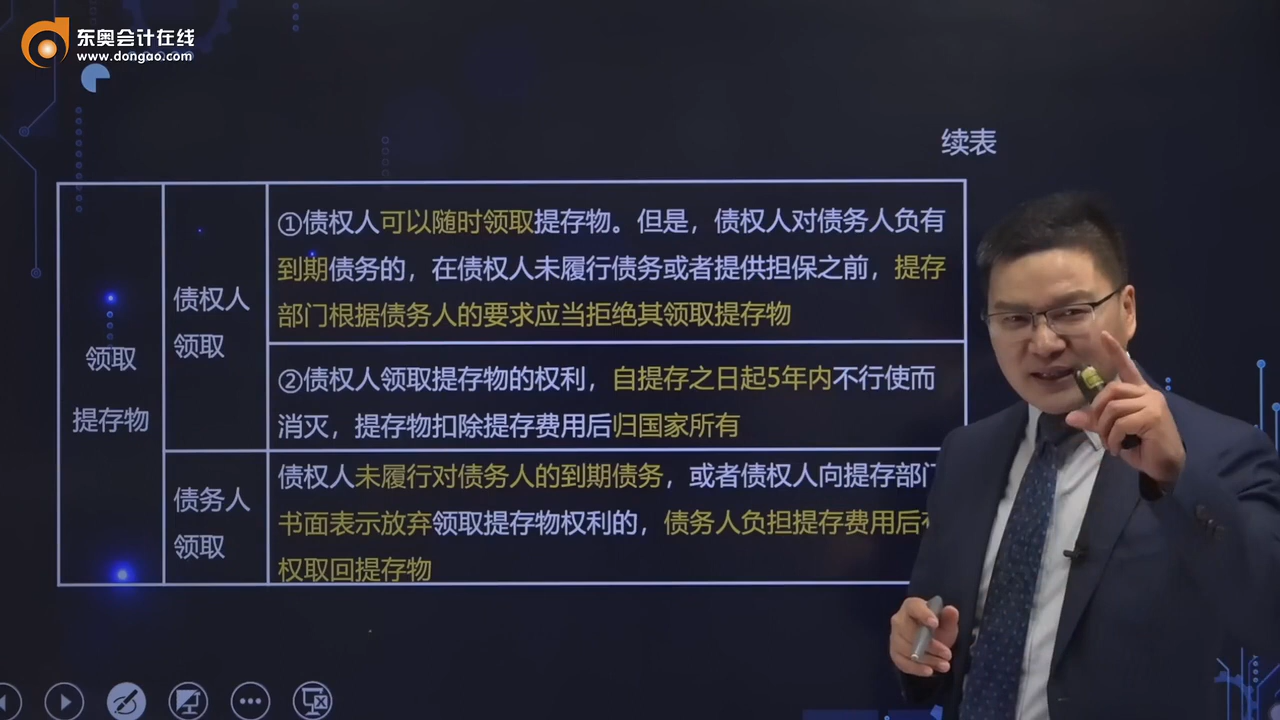 东奥会计在线
www.dongao.com
续表
领取
提存物
债权人
领取
①债权人可以随时领取提存物。但是，债权人对债务人负有
到期债务的，在债权人未履行债务或者提供担保之前，提存
部门根据债务人的要求应当拒绝其领取提存物
②债权人领取提存物的权利，自提存之日起5年内不行使而
消灭，提存物扣除提存费用后归国家所有
债务人
领取
债权人未履行对债务人的到期债务，或者债权人向提存部门
书面表示放弃领取提存物权利的，债务人负担提存费用后有
权取回提存物